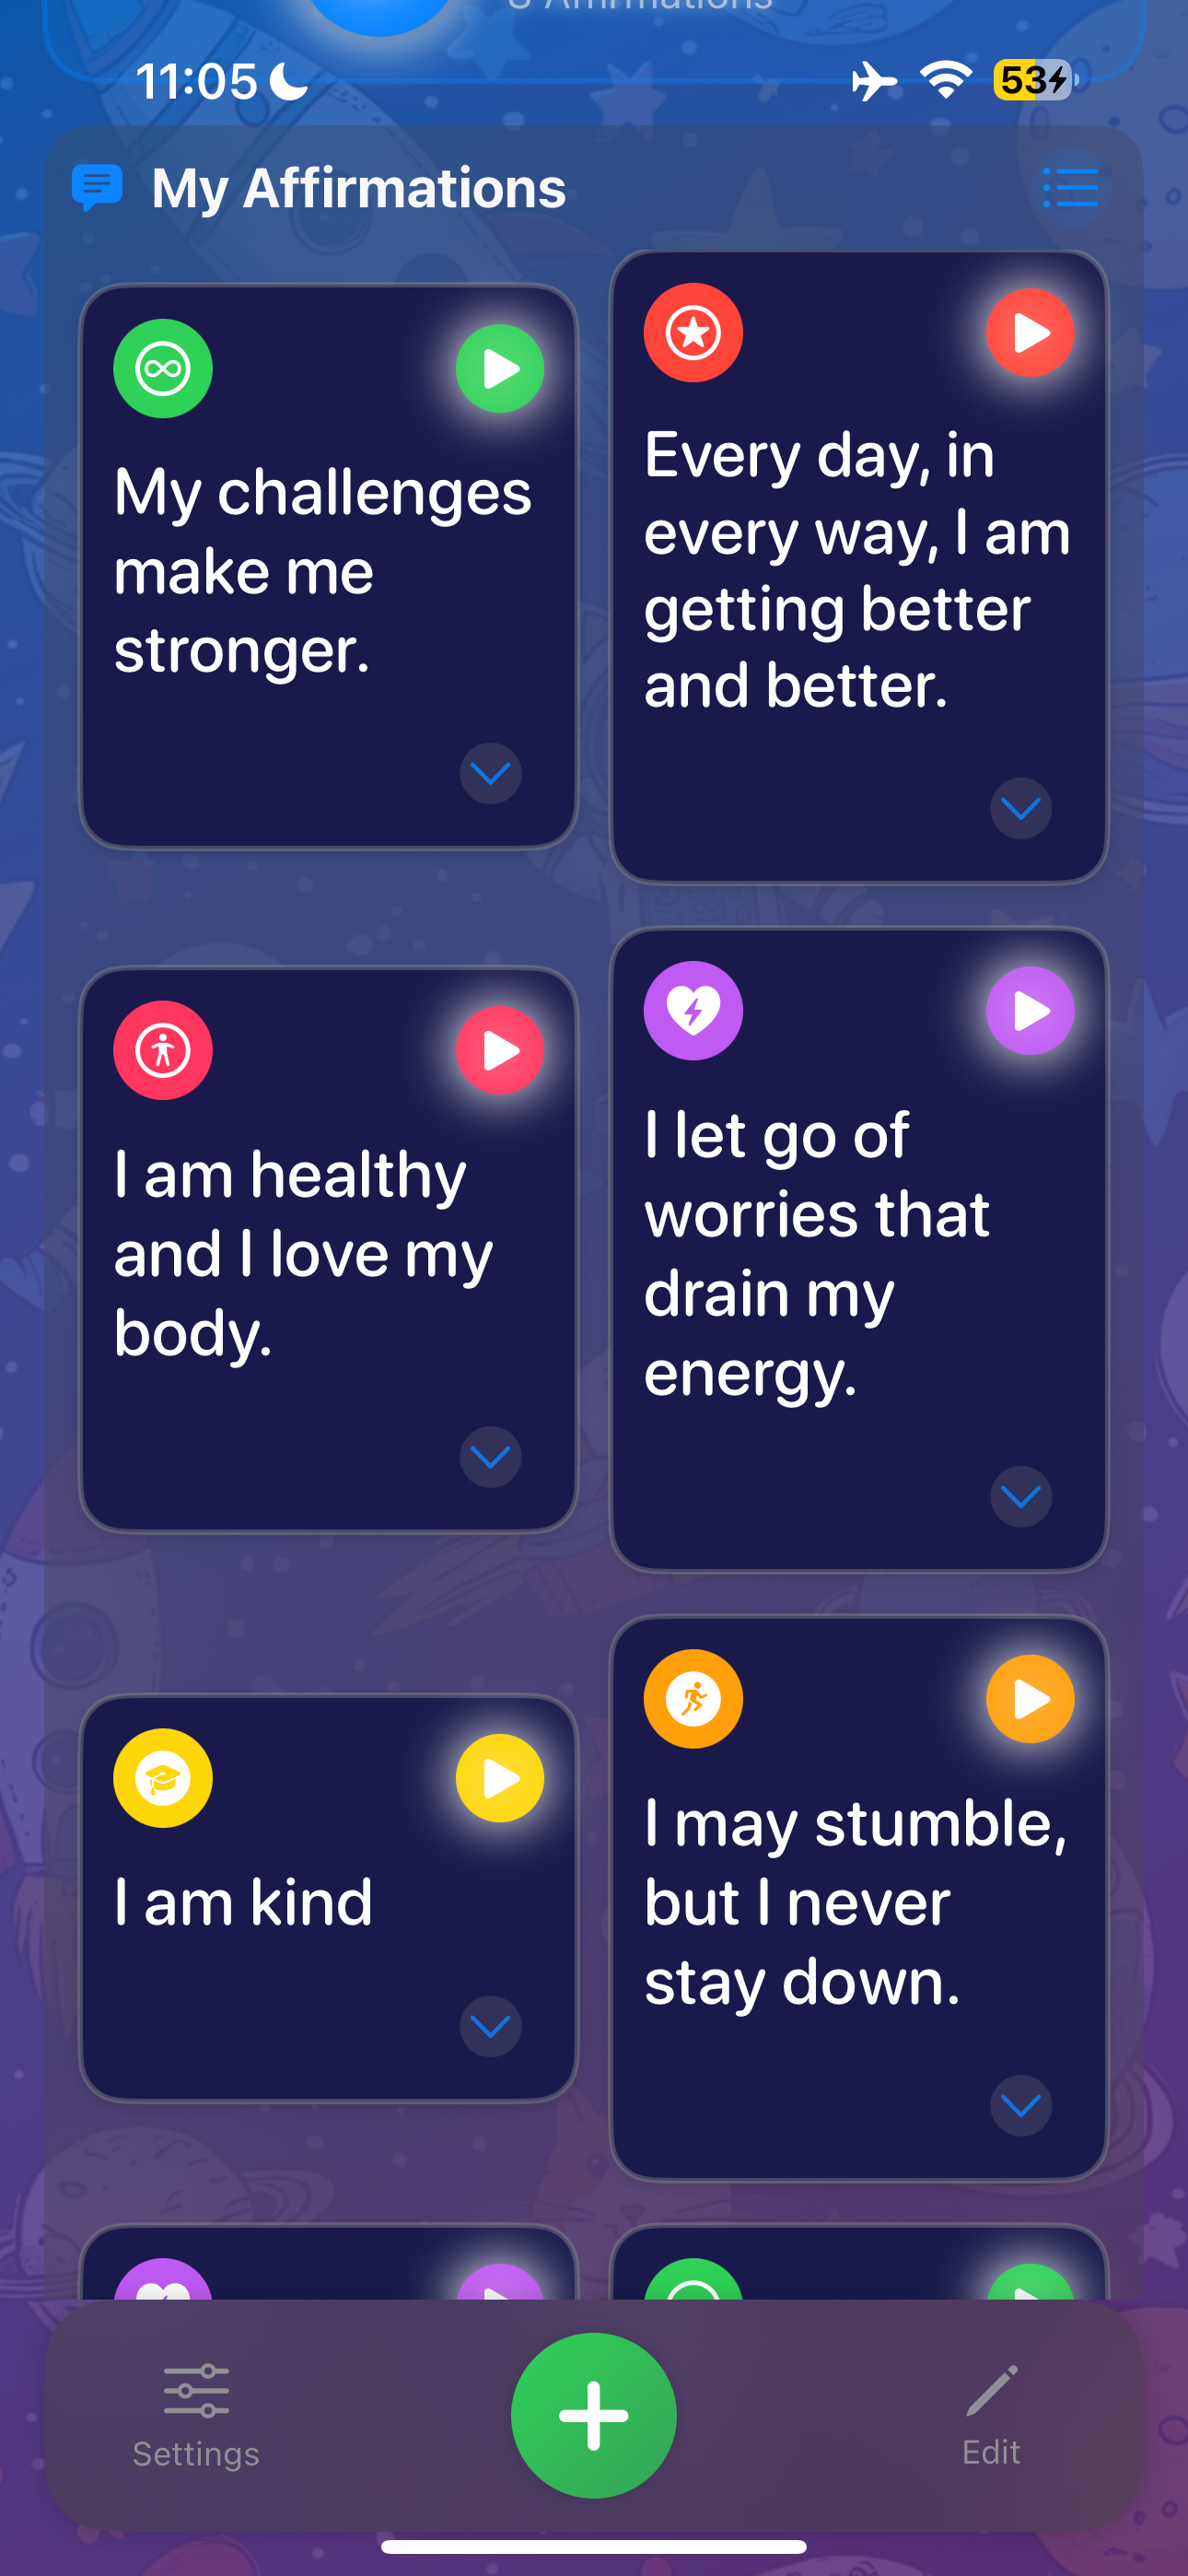 8 Affirmations
11:05
53
My Affirmations
My challenges
make me
stronger.
Every day, in
every way, I am
getting better
and better.
I am healthy
and I love my
body.
I let go of
worries that
drain my
energy.
I am kind
I may stumble,
but I never
stay down.
Settings
Edit